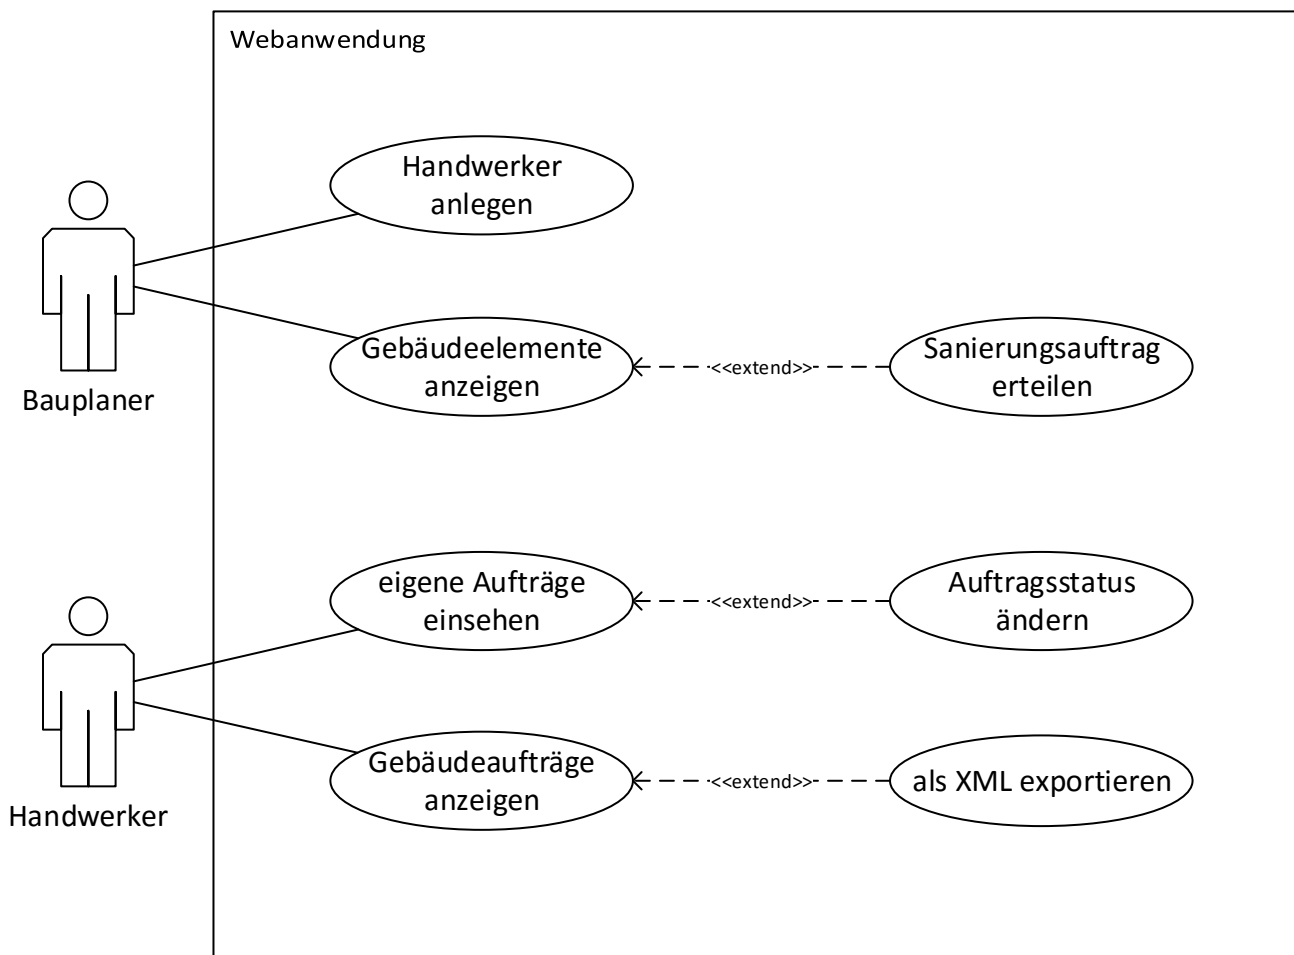 Webanwendung
Handwerker
anlegen
Gebäudeelemente
anzeigen
<<extend>>
Sanierungsauftrag
erteilen
Bauplaner
eigene Aufträge
einsehen
<<extend>>
Auftragsstatus
ändern
Gebäudeaufträge
anzeigen
<<extend>>
als XML exportieren
Handwerker